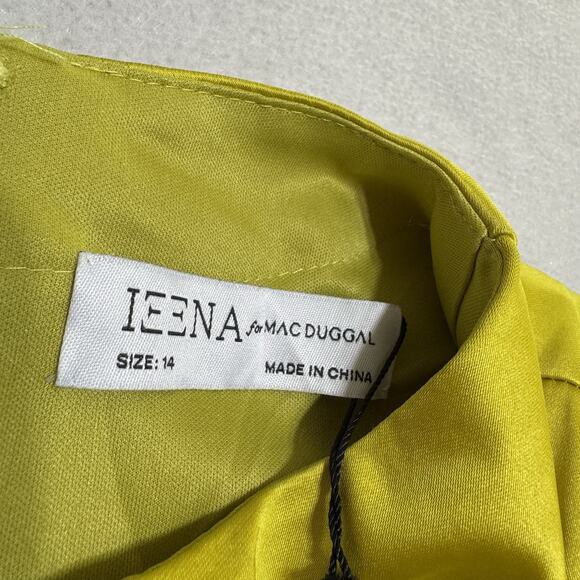 IEENA for MAC DUGGAL
SIZE: 14 MADE IN CHINA